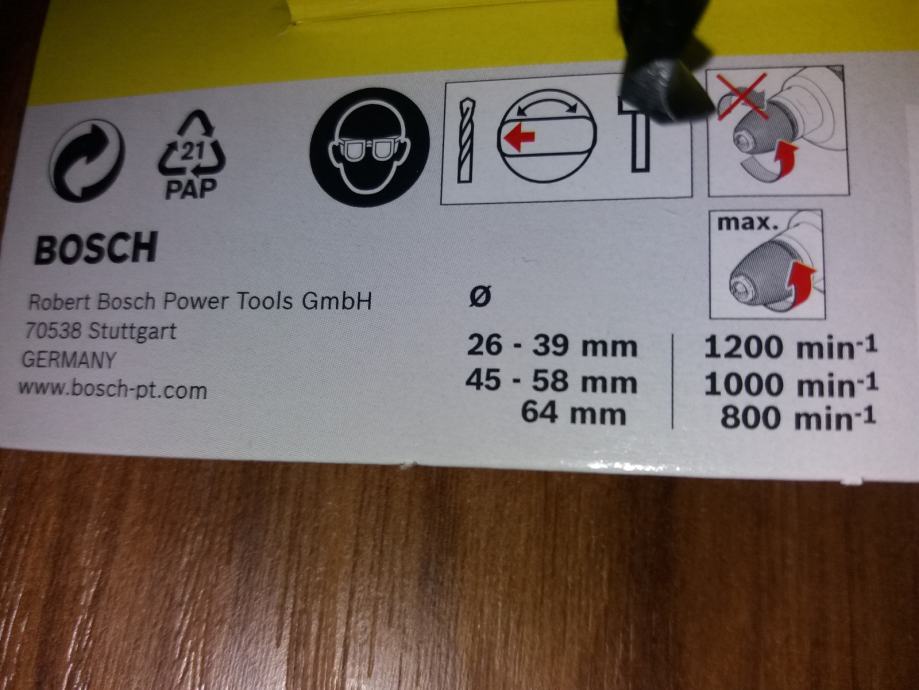 21
PAP
BOSCH
Robert Bosch Power Tools GmbH
70538 Stuttgart
GERMANY
www.bosch-pt.com
max.
Ø
26 - 39 mm 1200 min-1
45 - 58 mm 1000 min-1
64 mm 800 min-1